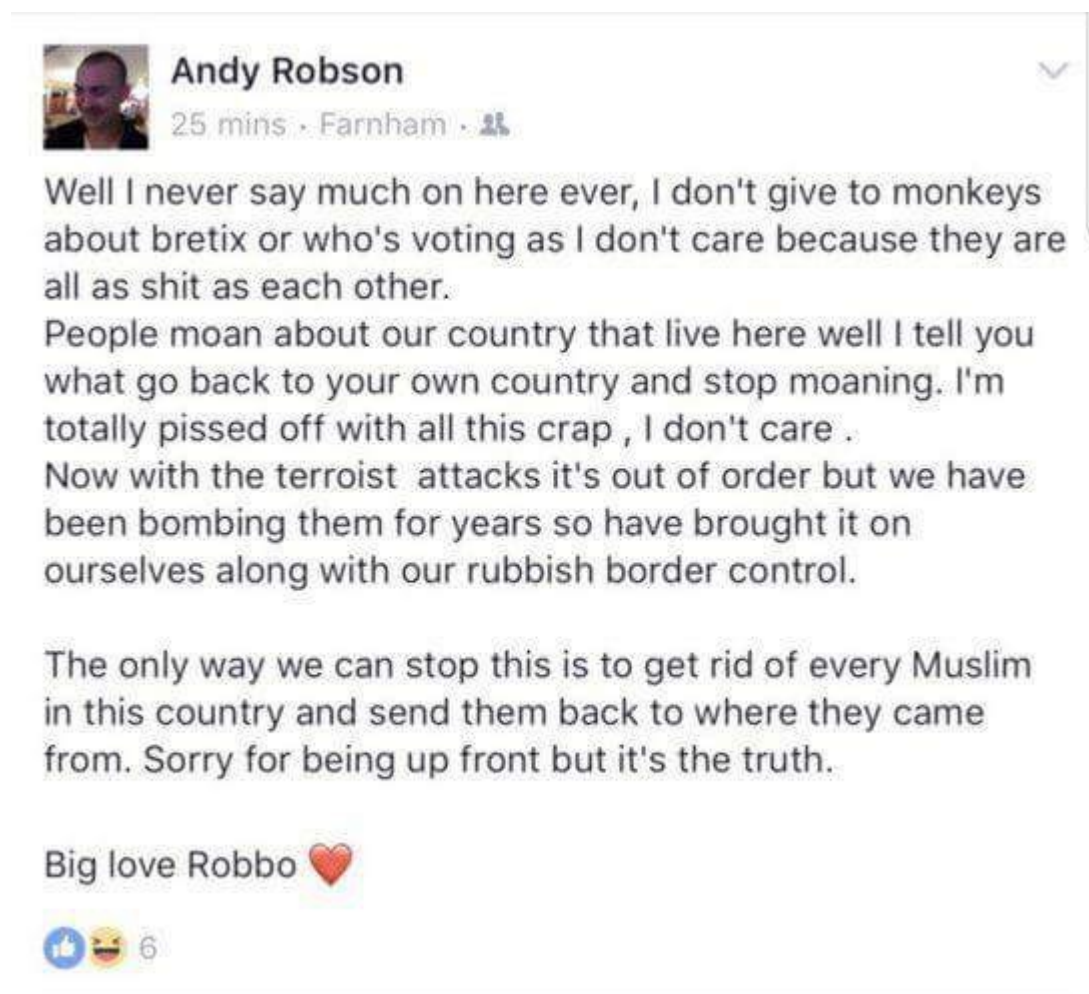 Andy Robson
25 mins · Farnham ·
Well I never say much on here ever, I don't give to monkeys
about bretix or who's voting as I don't care because they are
all as shit as each other.
People moan about our country that live here well I tell you
what go back to your own country and stop moaning. I'm
totally pissed off with all this crap , I don't care .
Now with the terroist  attacks it's out of order but we have
been bombing them for years so have brought it on
ourselves along with our rubbish border control.
The only way we can stop this is to get rid of every Muslim
in this country and send them back to where they came
from. Sorry for being up front but it's the truth.
Big love Robbo ❤️
6